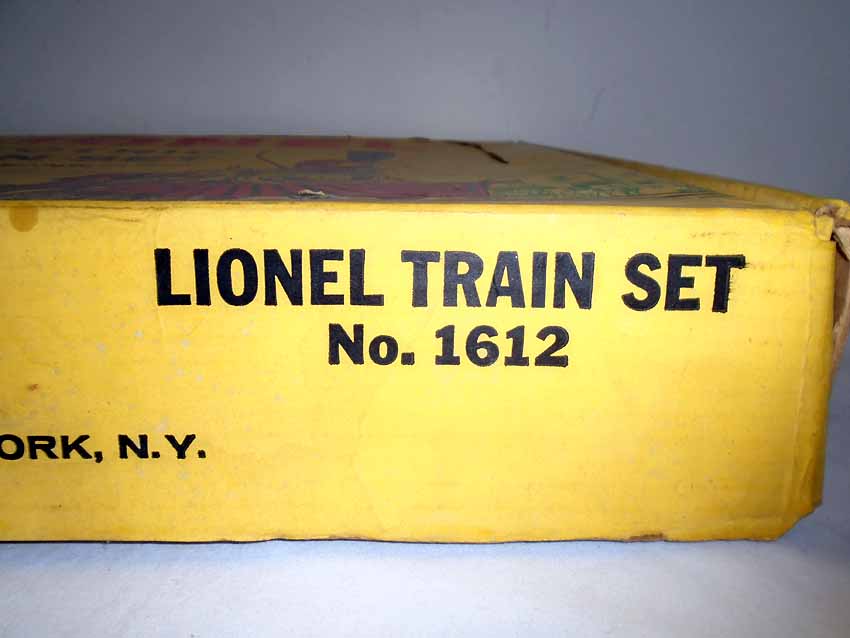 LIONEL TRAIN SET
No. 1612
ORK, N.Y.